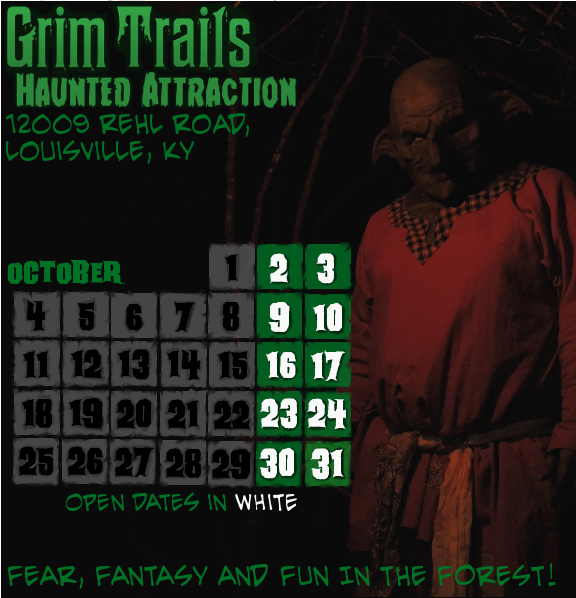 Grim Trails
HAUNTED ATTRACTION
12009 REHL ROAD,
LOUISVILLE, KY
OCTOBER 1 2 3
4 5 6 7 8 9 10
11 12 13 14 15 16 17
18 19 20 21 22 23 24
25 26 27 28 29 30 31
OPEN DATES IN WHITE
FEAR, FANTASY AND FUN IN THE FOREST!